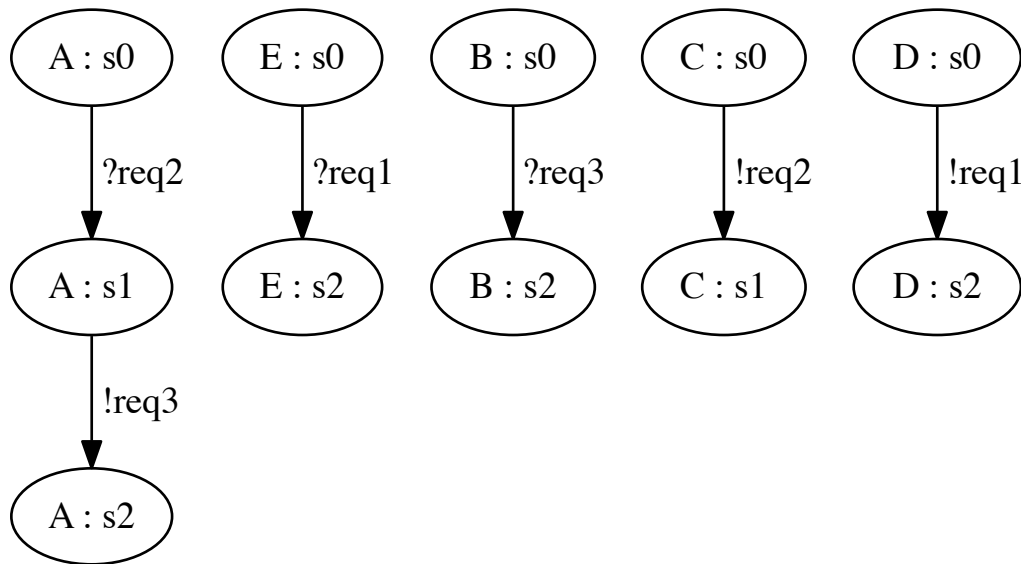 A : s0
E : s0
B : s0
C : s0
D : s0
?req2
?req1
?req3
!req2
!req1
A : s1
E : s2
B : s2
C : s1
D : s2
!req3
A : s2